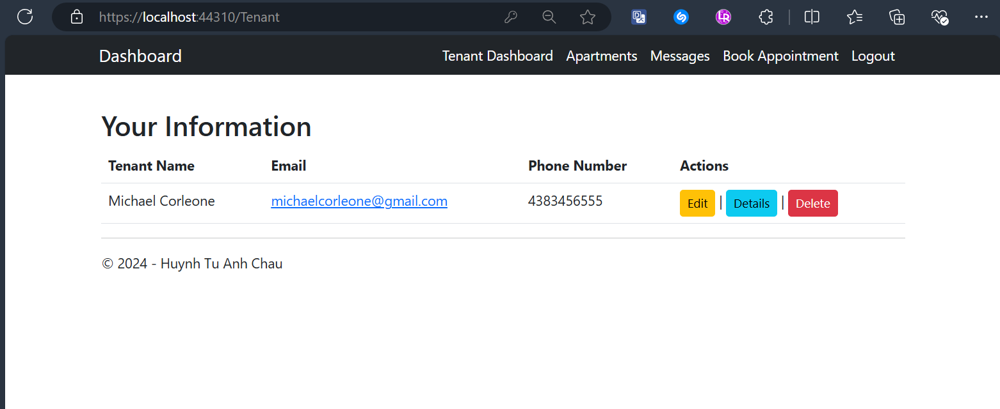 https://localhost:44310/Tenant
Dashboard Tenant Dashboard Apartments Messages Book Appointment Logout
Your Information
Tenant Name Email Phone Number Actions
Michael Corleone michaelcorleone@gmail.com 4383456555 Edit | Details | Delete
© 2024 - Huynh Tu Anh Chau